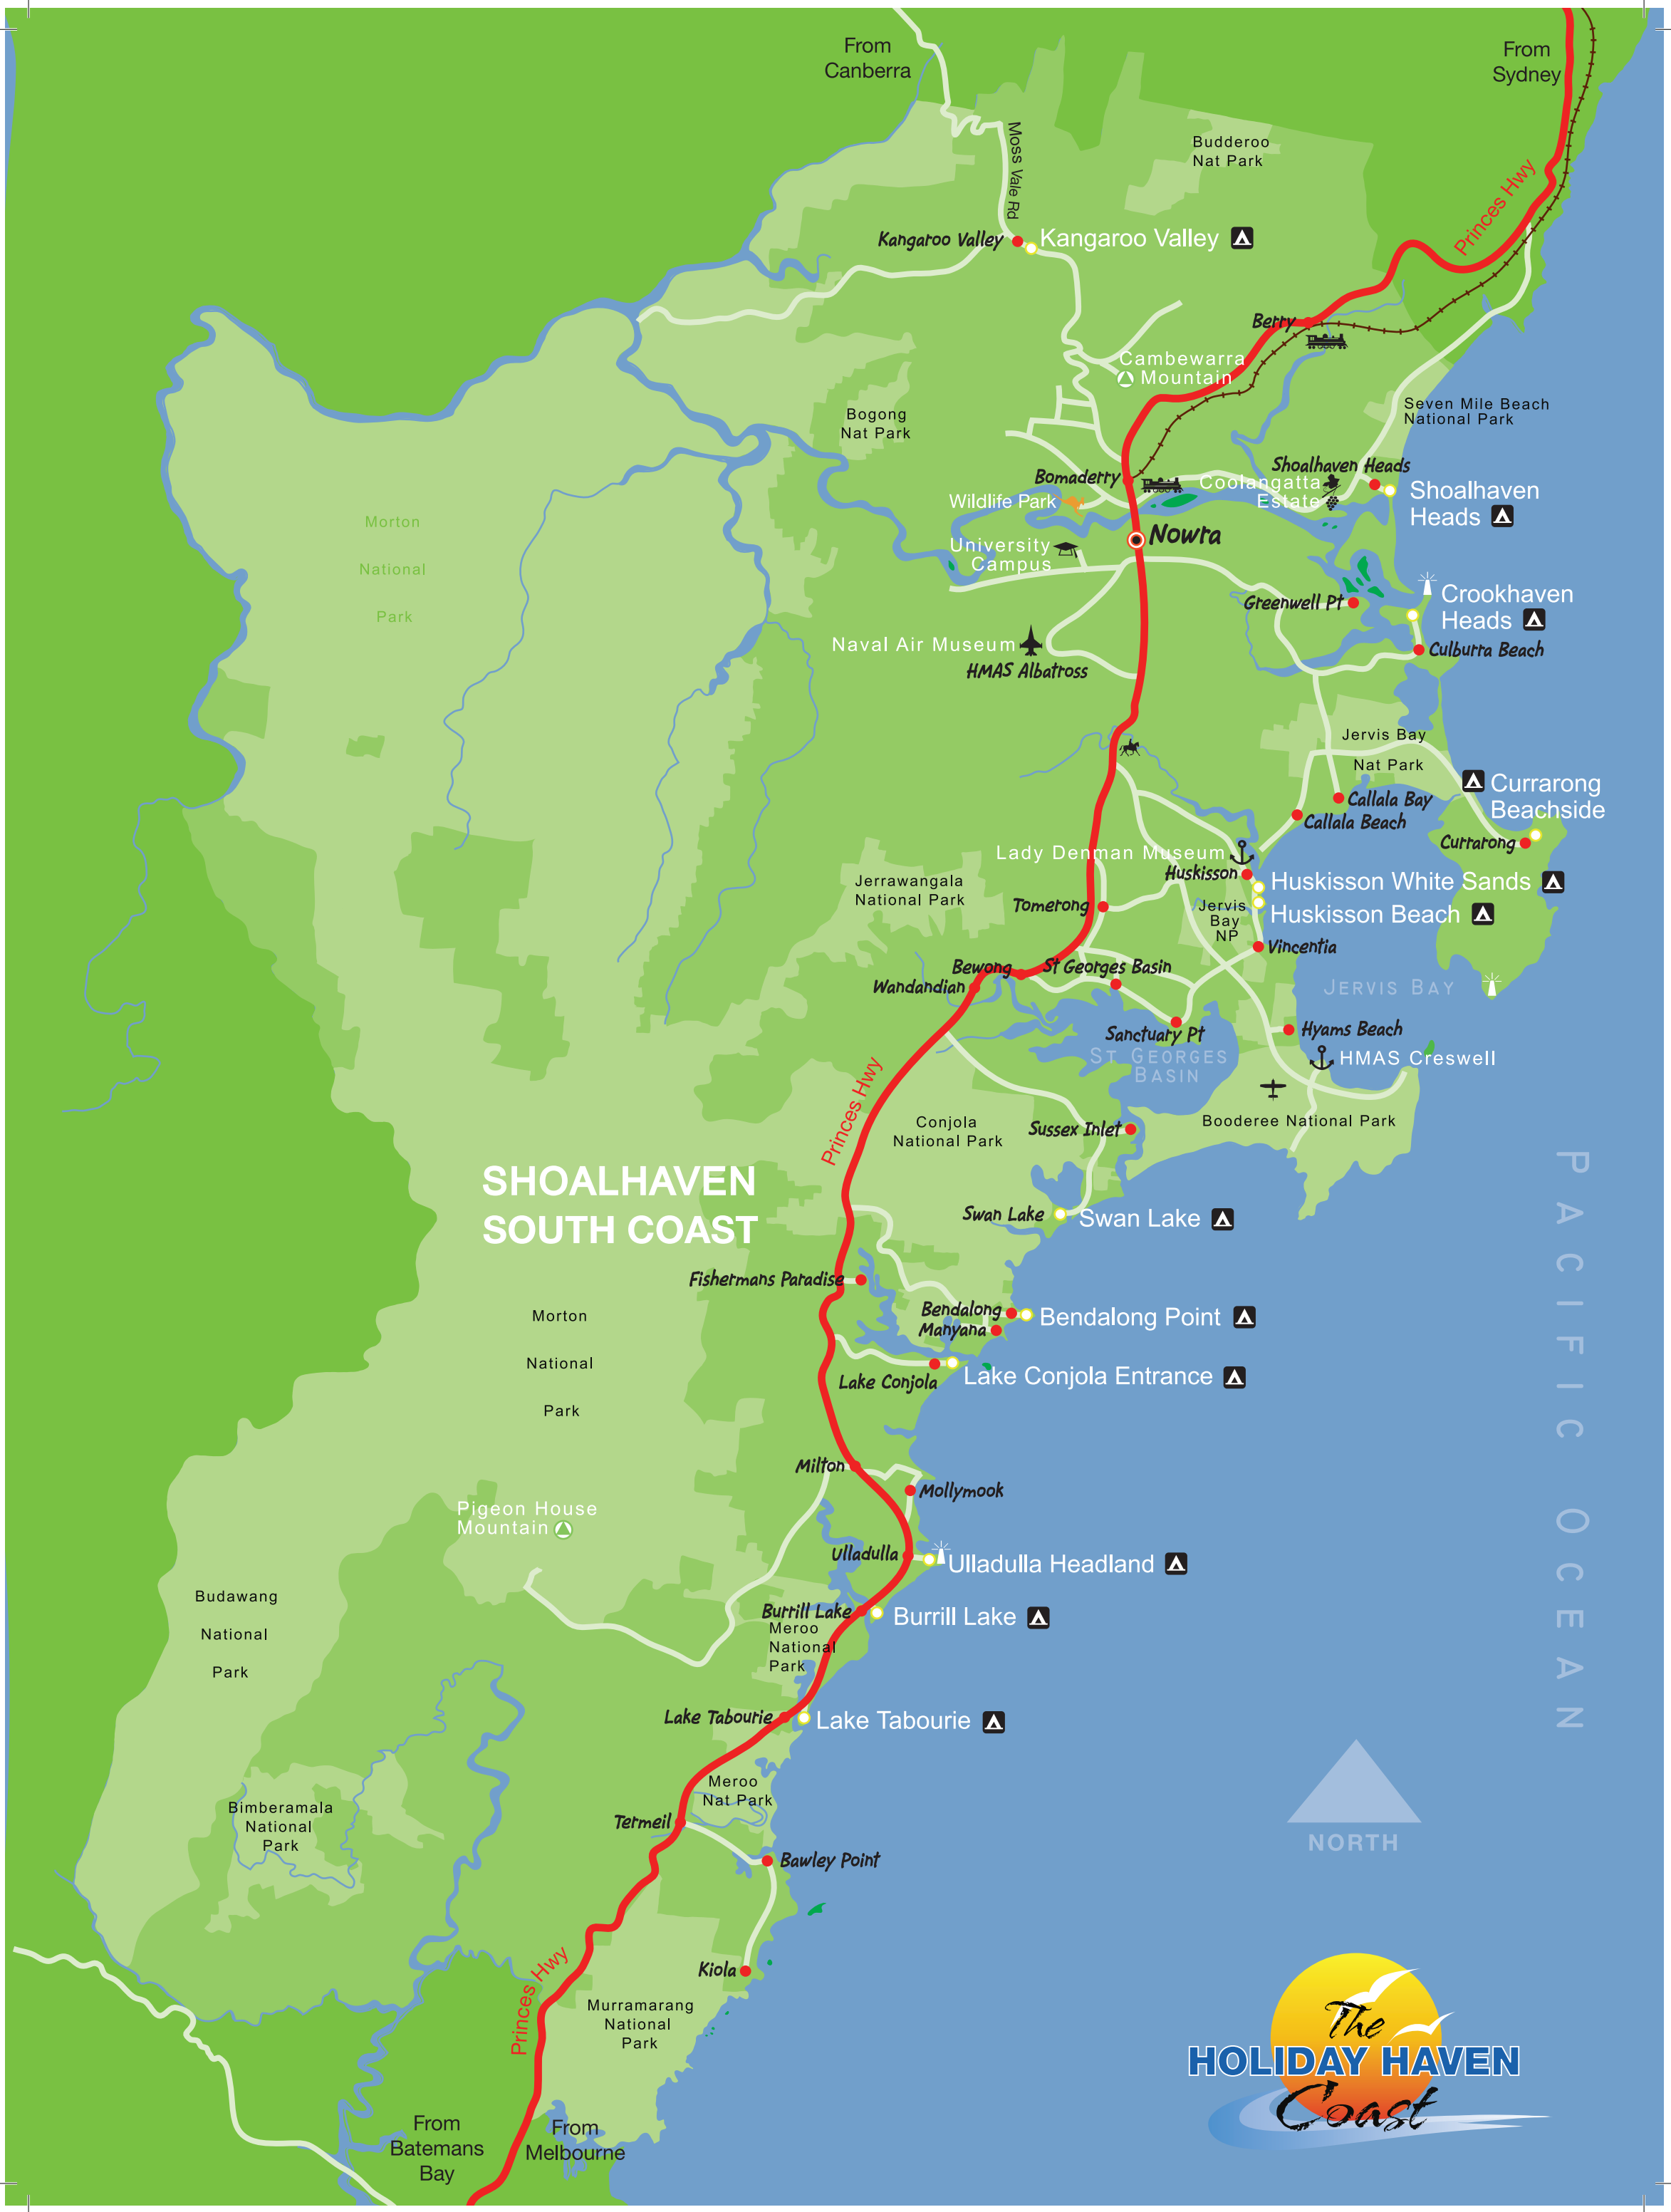 From
Canberra
From
Sydney
Moss Vale Rd
Budderoo
Nat Park
Princes Hwy
Kangaroo Valley
Kangaroo Valley
Berry
Cambewarra
Mountain
Seven Mile Beach
National Park
Bogong
Nat Park
Bomaderry
Shoalhaven Heads
Coolangatta
Estate
Shoalhaven
Heads
Wildlife Park
Morton
National
Park
Nowra
University
Campus
Greenwell Pt
Crookhaven
Heads
Culburra Beach
Naval Air Museum
HMAS Albatross
Jervis Bay
Nat Park
Currarong
Beachside
Callala Bay
Callala Beach
Currarong
Lady Denman Museum
Huskisson
Huskisson White Sands
Huskisson Beach
Jerrawangala
National Park
Tomerong
Jervis
Bay
NP
Vincentia
Bewong
St Georges Basin
Wandandian
JERVIS BAY
Sanctuary Pt
Hyams Beach
ST GEORGES
BASIN
HMAS Creswell
Princes Hwy
Conjola
National Park
Sussex Inlet
Booderee National Park
SHOALHAVEN
SOUTH COAST
Swan Lake
Swan Lake
PACIFIC OCEAN
Fishermans Paradise
Bendalong
Manyana
Bendalong Point
Morton
National
Park
Lake Conjola
Lake Conjola Entrance
Milton
Mollymook
Pigeon House
Mountain
Ulladulla
Ulladulla Headland
Budawang
National
Park
Burrill Lake
Burrill Lake
Meroo
National
Park
Lake Tabourie
Lake Tabourie
Meroo
Nat Park
Bimberamala
National
Park
Termeil
NORTH
Bawley Point
Kiola
Princes Hwy
Murramarang
National
Park
The
HOLIDAY HAVEN
Coast
From
Batemans
Bay
From
Melbourne